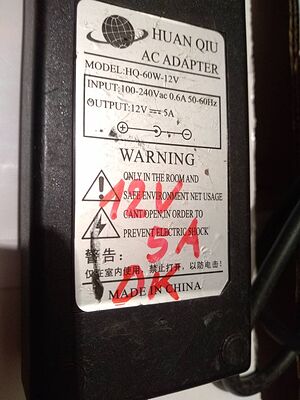 HUAN QIU
AC ADAPTER
MODEL:HQ-60W-12V
INPUT:100-240Vac 0.6A 50-60Hz
OUTPUT:12V ⎓ 5A
WARNING
ONLY IN THE ROOM AND
SAFE ENVIRONMENT NET USAGE
CANT OPEN,IN ORDER TO
PREVENT ELECTRIC SHOCK
12V
5A
OK
警告:
仅在室内使用,禁止打开,以防电击!
MADE IN CHINA